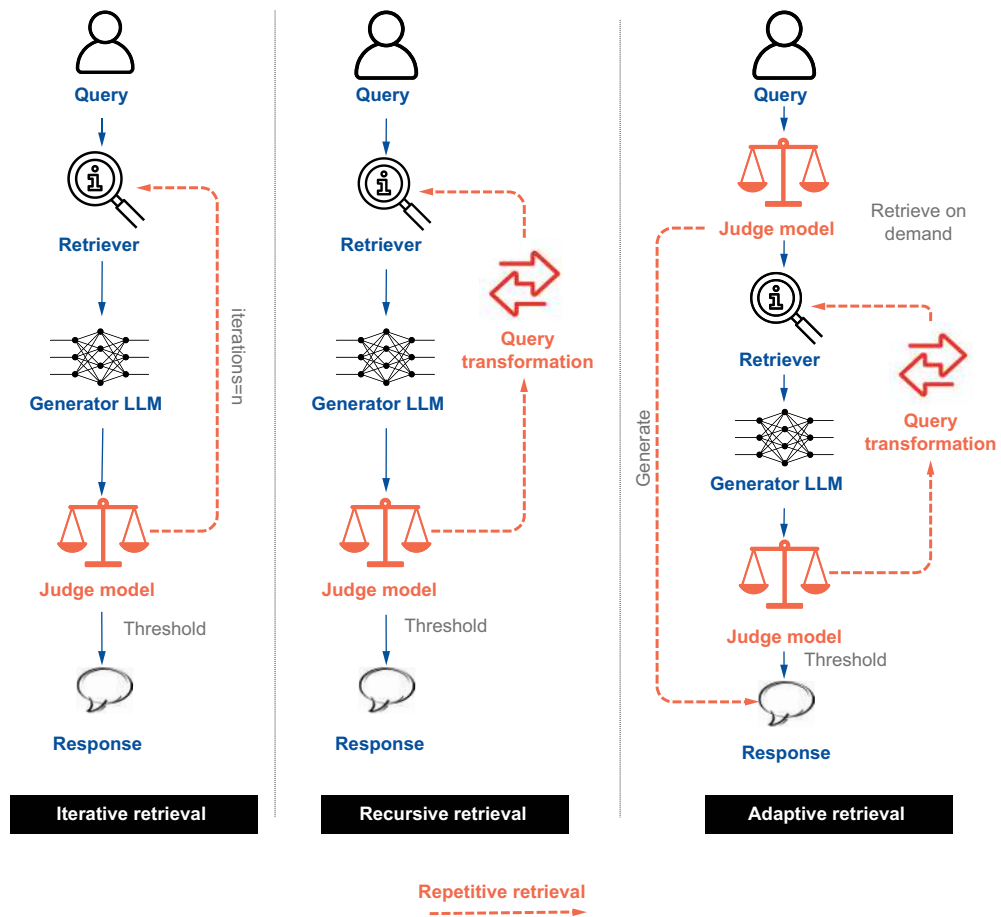 Query
Retriever
iterations=n
Generator LLM
Judge model
Threshold
Response
Iterative retrieval
Query
Retriever
Query
transformation
Generator LLM
Judge model
Threshold
Response
Recursive retrieval
Query
Judge model
Retrieve on
demand
Retriever
Generate
Query
transformation
Generator LLM
Judge model
Threshold
Response
Adaptive retrieval
Repetitive retrieval